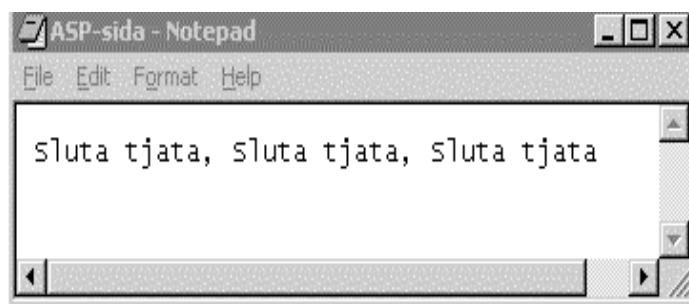 ASP-sida - Notepad
File Edit Format Help
Sluta tjata, Sluta tjata, Sluta tjata